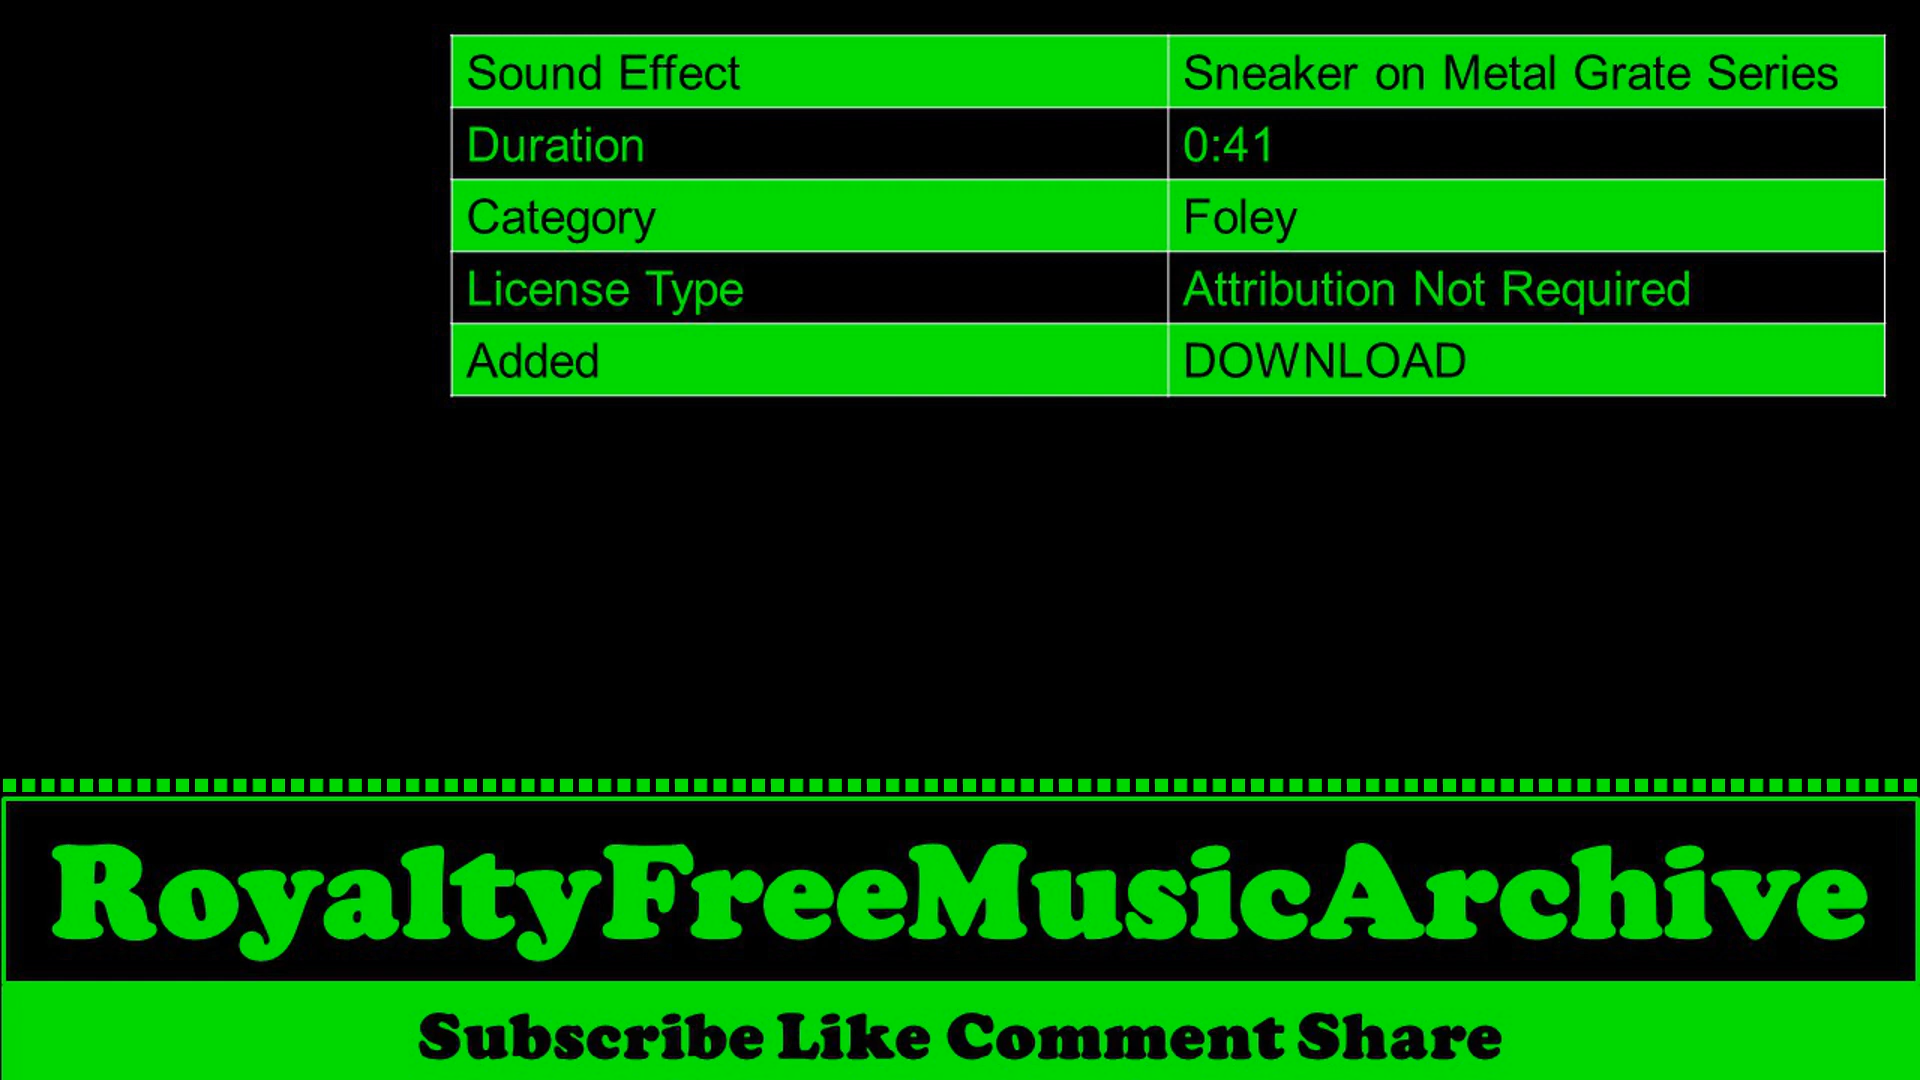 Sound Effect Sneaker on Metal Grate Series
Duration 0:41
Category Foley
License Type Attribution Not Required
Added DOWNLOAD
RoyaltyFreeMusicArchive
Subscribe Like Comment Share